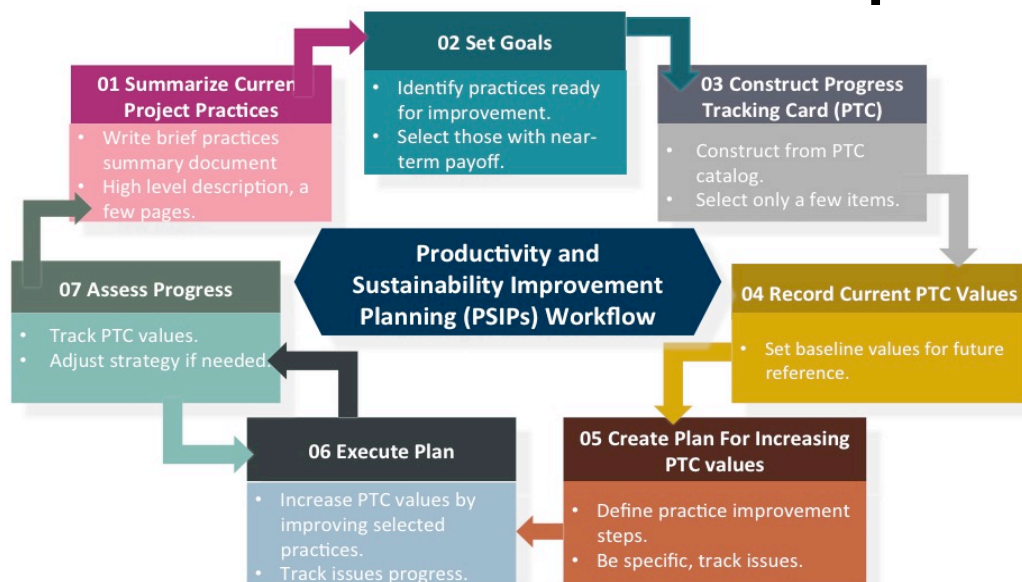 01 Summarize Current
Project Practices
• Write brief practices
summary document
• High level description, a
few pages.
02 Set Goals
• Identify practices ready
for improvement.
• Select those with near-
term payoff.
03 Construct Progress
Tracking Card (PTC)
• Construct from PTC
catalog.
• Select only a few items.
Productivity and
Sustainability Improvement
Planning (PSIPs) Workflow
04 Record Current PTC Values
• Set baseline values for future
reference.
05 Create Plan For Increasing
PTC values
• Define practice improvement
steps.
• Be specific, track issues.
06 Execute Plan
• Increase PTC values by
improving selected
practices.
• Track issues progress.
07 Assess Progress
• Track PTC values.
• Adjust strategy if needed.